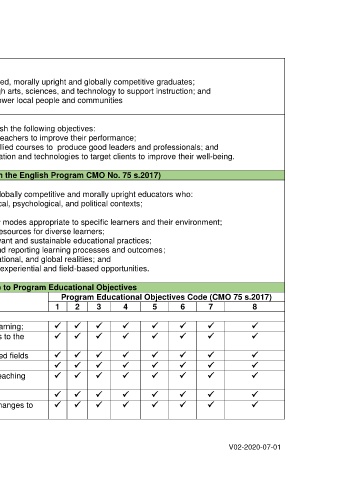 ed, morally upright and globally competitive graduates;
h arts, sciences, and technology to support instruction; and
ower local people and communities
sh the following objectives:
eachers to improve their performance;
llied courses to produce good leaders and professionals; and
ation and technologies to target clients to improve their well-being.
n the English Program CMO No. 75 s.2017)
lobally competitive and morally upright educators who:
cal, psychological, and political contexts;
modes appropriate to specific learners and their environment;
esources for diverse learners;
vant and sustainable educational practices;
nd reporting learning processes and outcomes;
ational, and global realities; and
experiential and field-based opportunities.
to Program Educational Objectives
Program Educational Objectives Code (CMO 75 s.2017)
1 2 3 4 5 6 7 8
arning; ✓ ✓ ✓ ✓ ✓ ✓ ✓ ✓
s to the ✓ ✓ ✓ ✓ ✓ ✓ ✓ ✓
ed fields ✓ ✓ ✓ ✓ ✓ ✓ ✓ ✓
✓ ✓ ✓ ✓ ✓ ✓ ✓ ✓
eaching ✓ ✓ ✓ ✓ ✓ ✓ ✓ ✓
✓ ✓ ✓ ✓ ✓ ✓ ✓ ✓
hanges to ✓ ✓ ✓ ✓ ✓ ✓ ✓ ✓
V02-2020-07-01